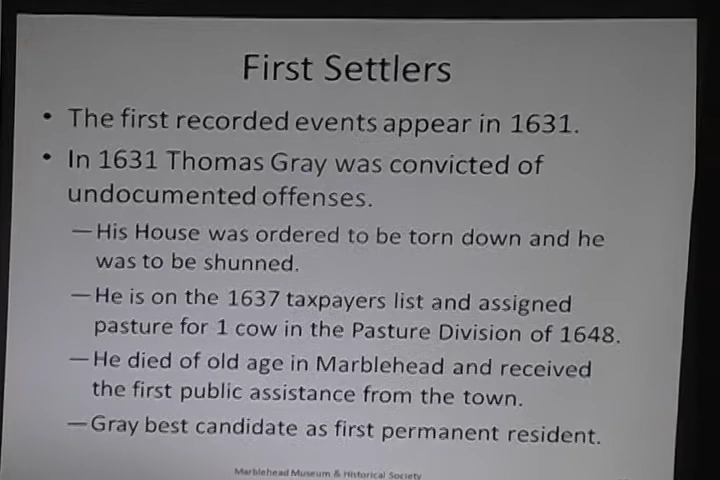 First Settlers
• The first recorded events appear in 1631.
• In 1631 Thomas Gray was convicted of
undocumented offenses.
—His House was ordered to be torn down and he
was to be shunned.
—He is on the 1637 taxpayers list and assigned
pasture for 1 cow in the Pasture Division of 1648.
—He died of old age in Marblehead and received
the first public assistance from the town.
—Gray best candidate as first permanent resident.
Marblehead Museum & Historical Society